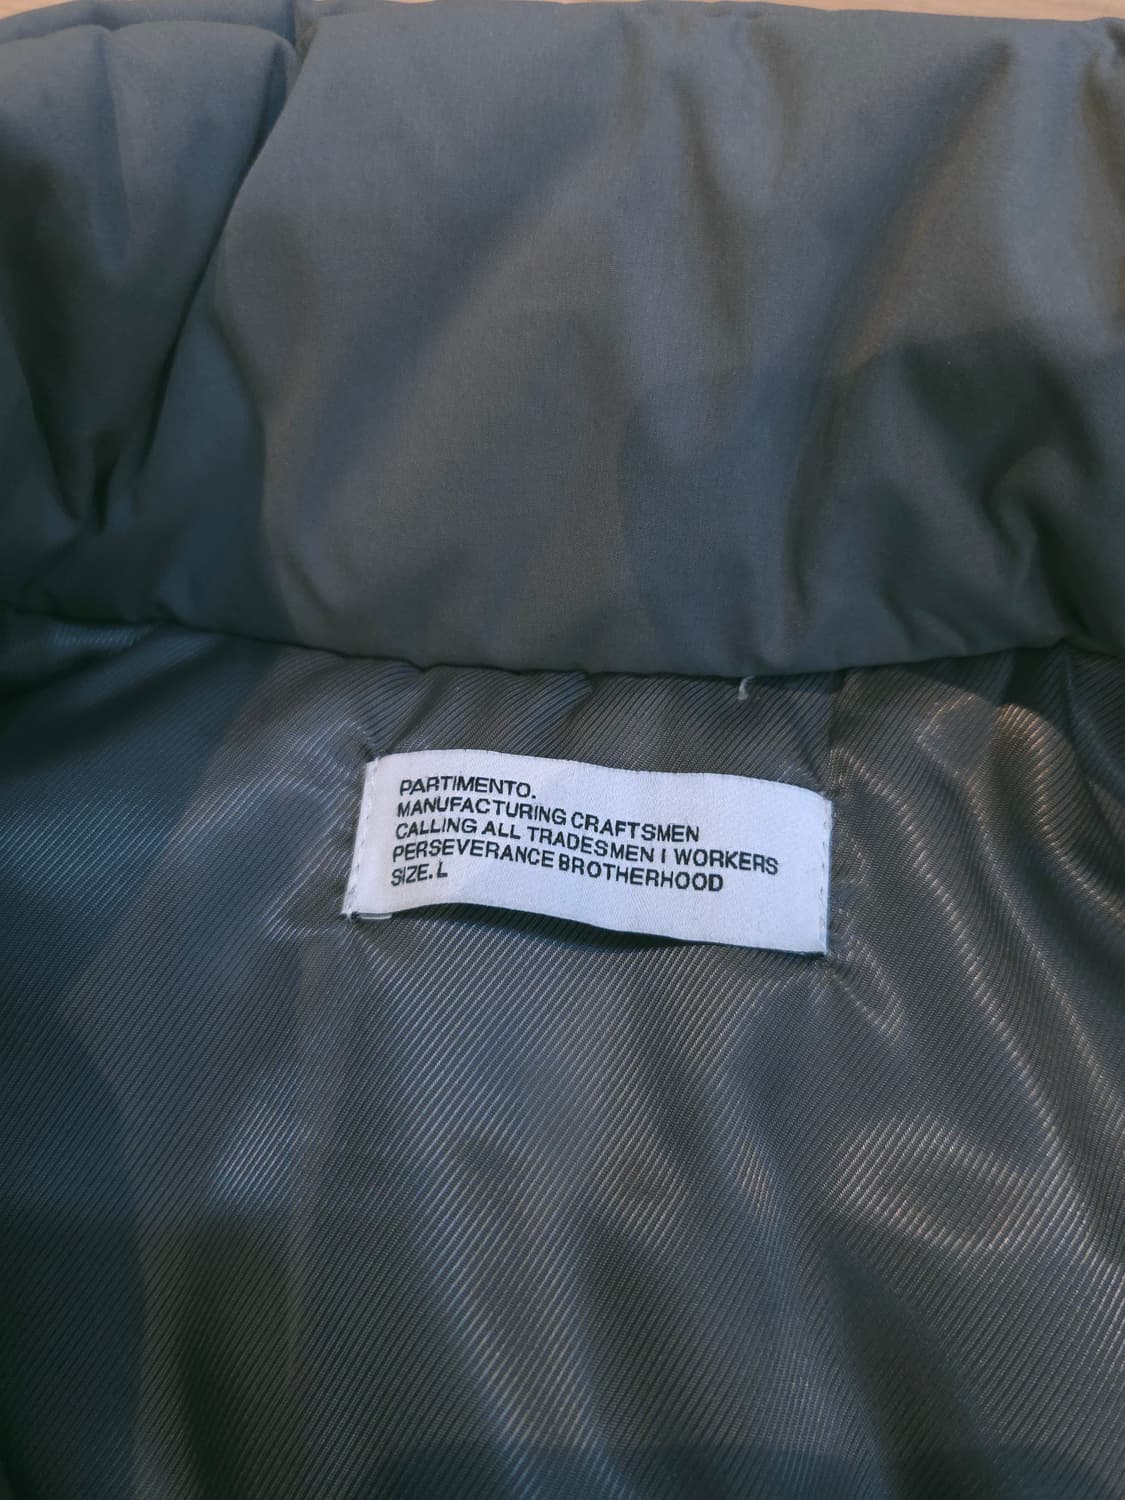 PARTIMENTO.
MANUFACTURING CRAFTSMEN
CALLING ALL TRADESMEN I WORKERS
PERSEVERANCE BROTHERHOOD
SIZE. L